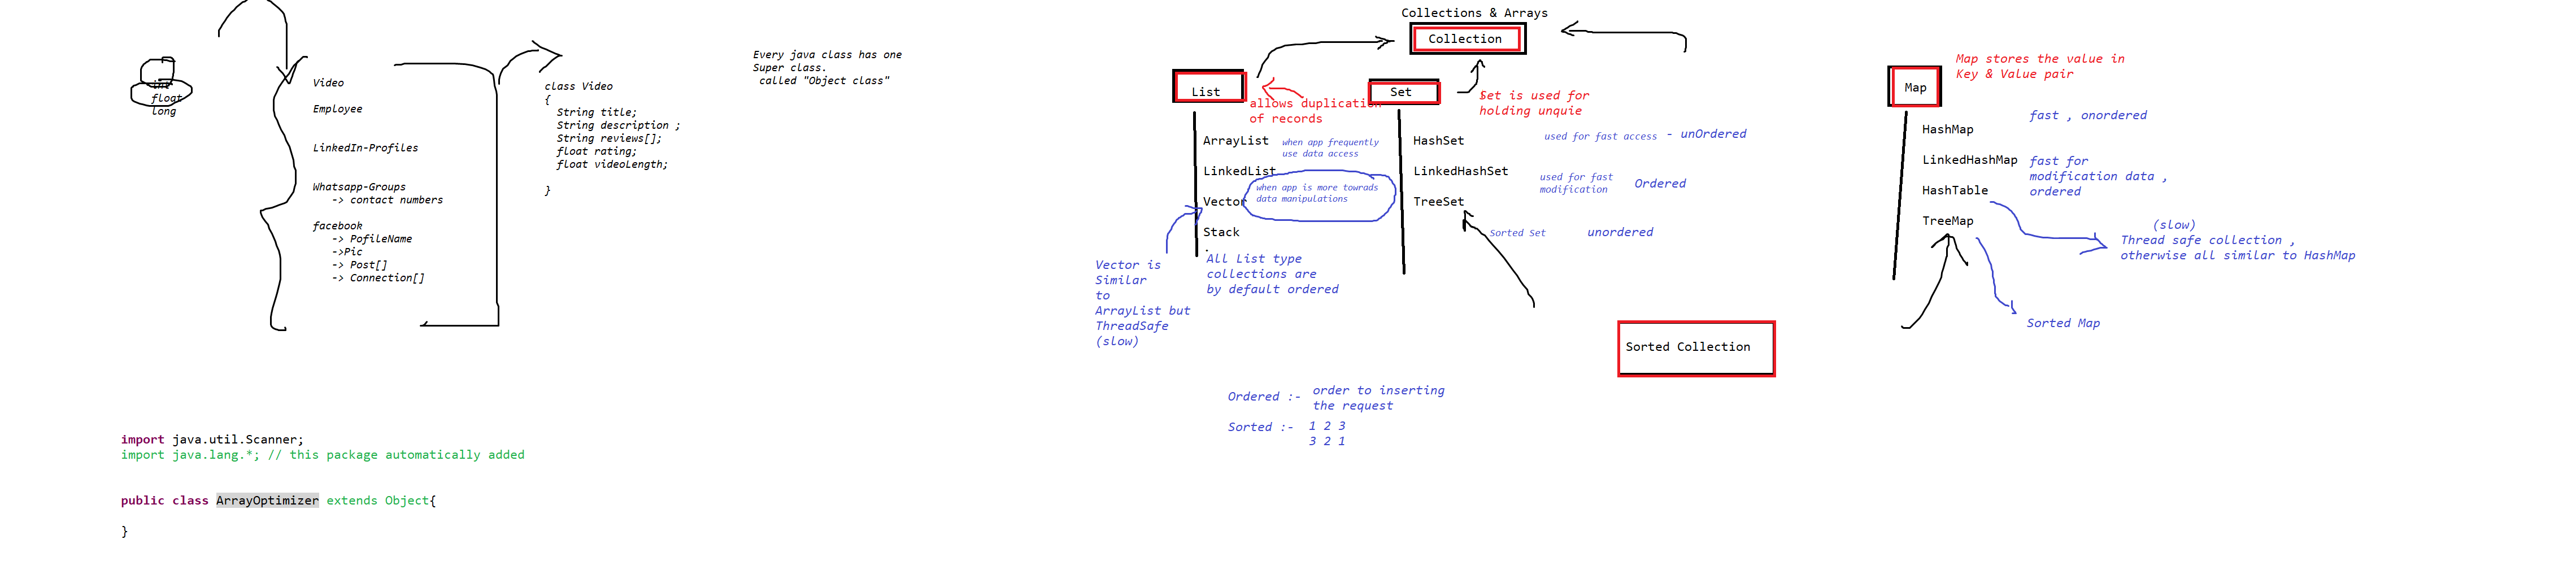 int
float
long
Video
Employee
LinkedIn-Profiles
Whatsapp-Groups
-> contact numbers
facebook
-> PofileName
->Pic
-> Post[]
-> Connection[]
class Video
{
String title;
String description ;
String reviews[];
float rating;
float videoLength;
}
Every java class has one
Super class.
called "Object class"
import java.util.Scanner;
import java.lang.*; // this package automatically added
public class ArrayOptimizer extends Object{
}
Collections & Arrays
Collection
List
allows duplication
of records
ArrayList
when app frequently
use data access
LinkedList
when app is more towrads
data manipulations
Vector
Stack
.
All List type
collections are
by default ordered
Vector is
Similar
to
ArrayList but
ThreadSafe
(slow)
Set
Set is used for
holding unquie
HashSet
used for fast access - unOrdered
LinkedHashSet
used for fast
modification
Ordered
TreeSet
Sorted Set
unordered
Sorted Collection
Ordered :- order to inserting
the request
Sorted :- 1 2 3
3 2 1
Map
Map stores the value in
Key & Value pair
HashMap
fast , onordered
LinkedHashMap
fast for
modification data ,
ordered
HashTable
(slow)
Thread safe collection ,
otherwise all similar to HashMap
TreeMap
Sorted Map